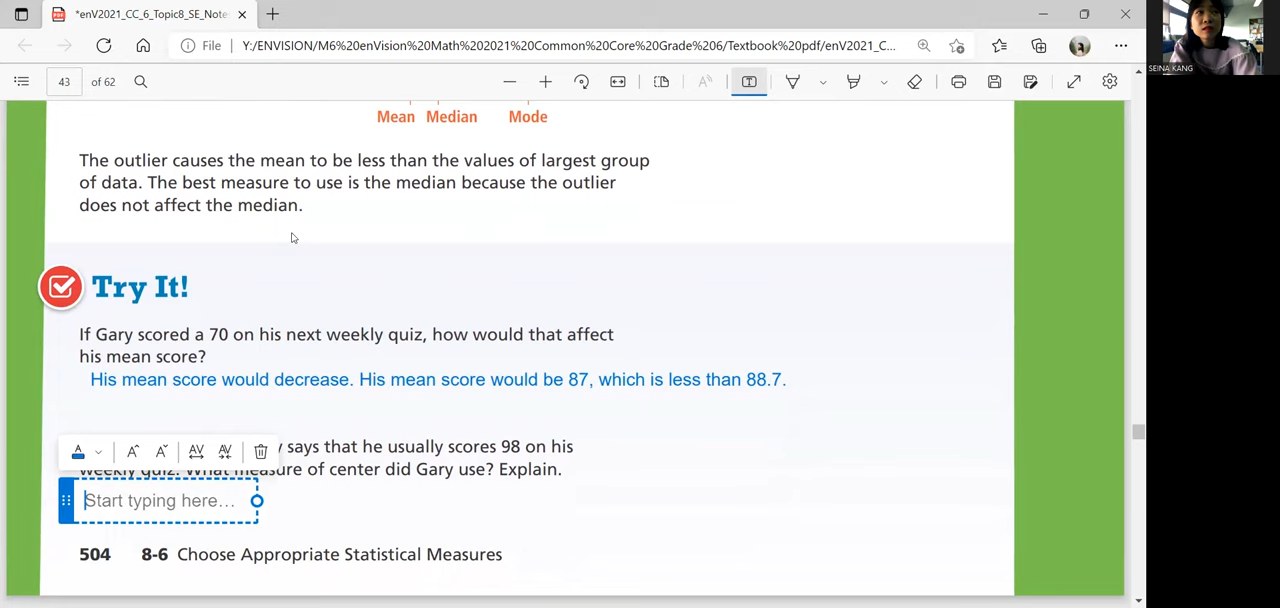 *enV2021_CC_6_Topic8_SE_Note
File
Y:/ENVISION/M6%20enVision%20Math%202021%20Common%20Core%20Grade%206/Textbook%20pdf/enV2021_C...
SEINA KANG
43 of 62
Mean Median Mode
The outlier causes the mean to be less than the values of largest group
of data. The best measure to use is the median because the outlier
does not affect the median.
Try It!
If Gary scored a 70 on his next weekly quiz, how would that affect
his mean score?
His mean score would decrease. His mean score would be 87, which is less than 88.7.
says that he usually scores 98 on his
weekly quiz. What measure of center did Gary use? Explain.
Start typing here...
504 8-6 Choose Appropriate Statistical Measures